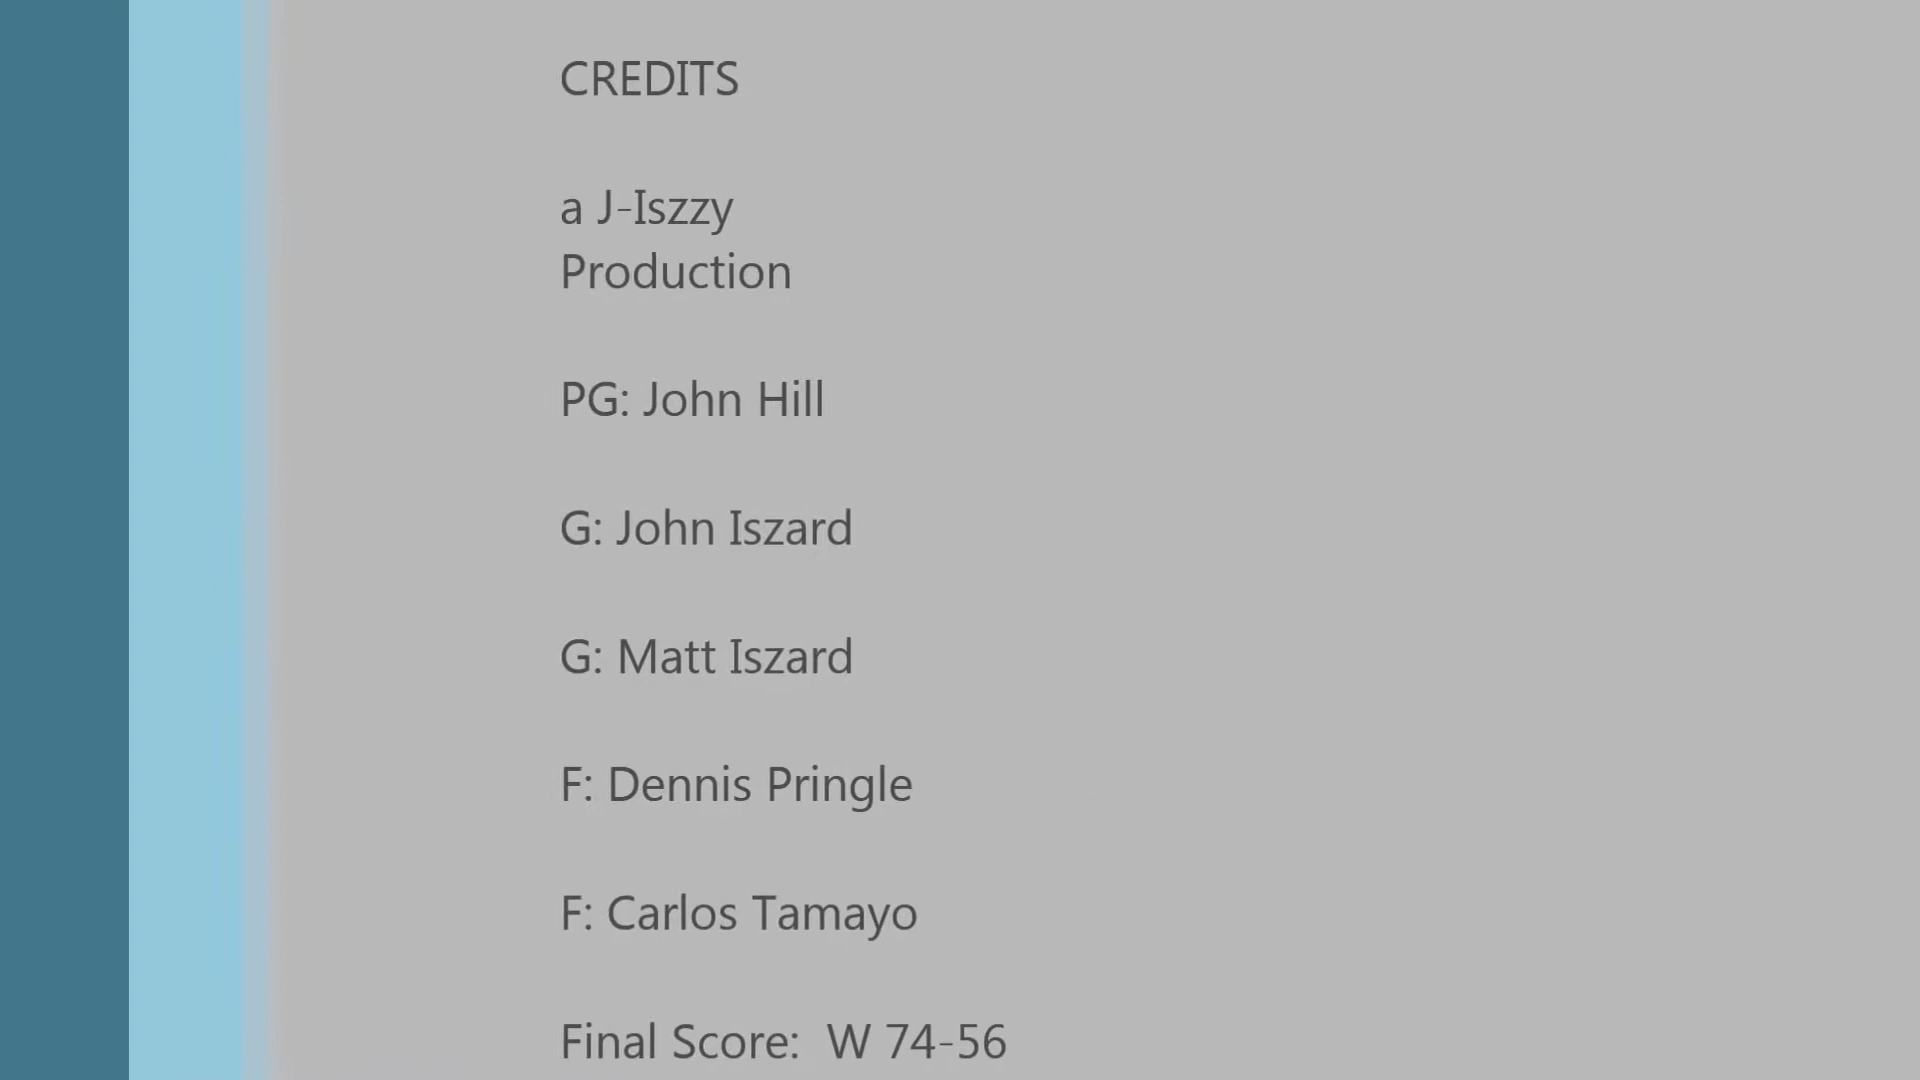 CREDITS
a J-Iszzy
Production
PG: John Hill
G: John Iszard
G: Matt Iszard
F: Dennis Pringle
F: Carlos Tamayo
Final Score:  W 74-56